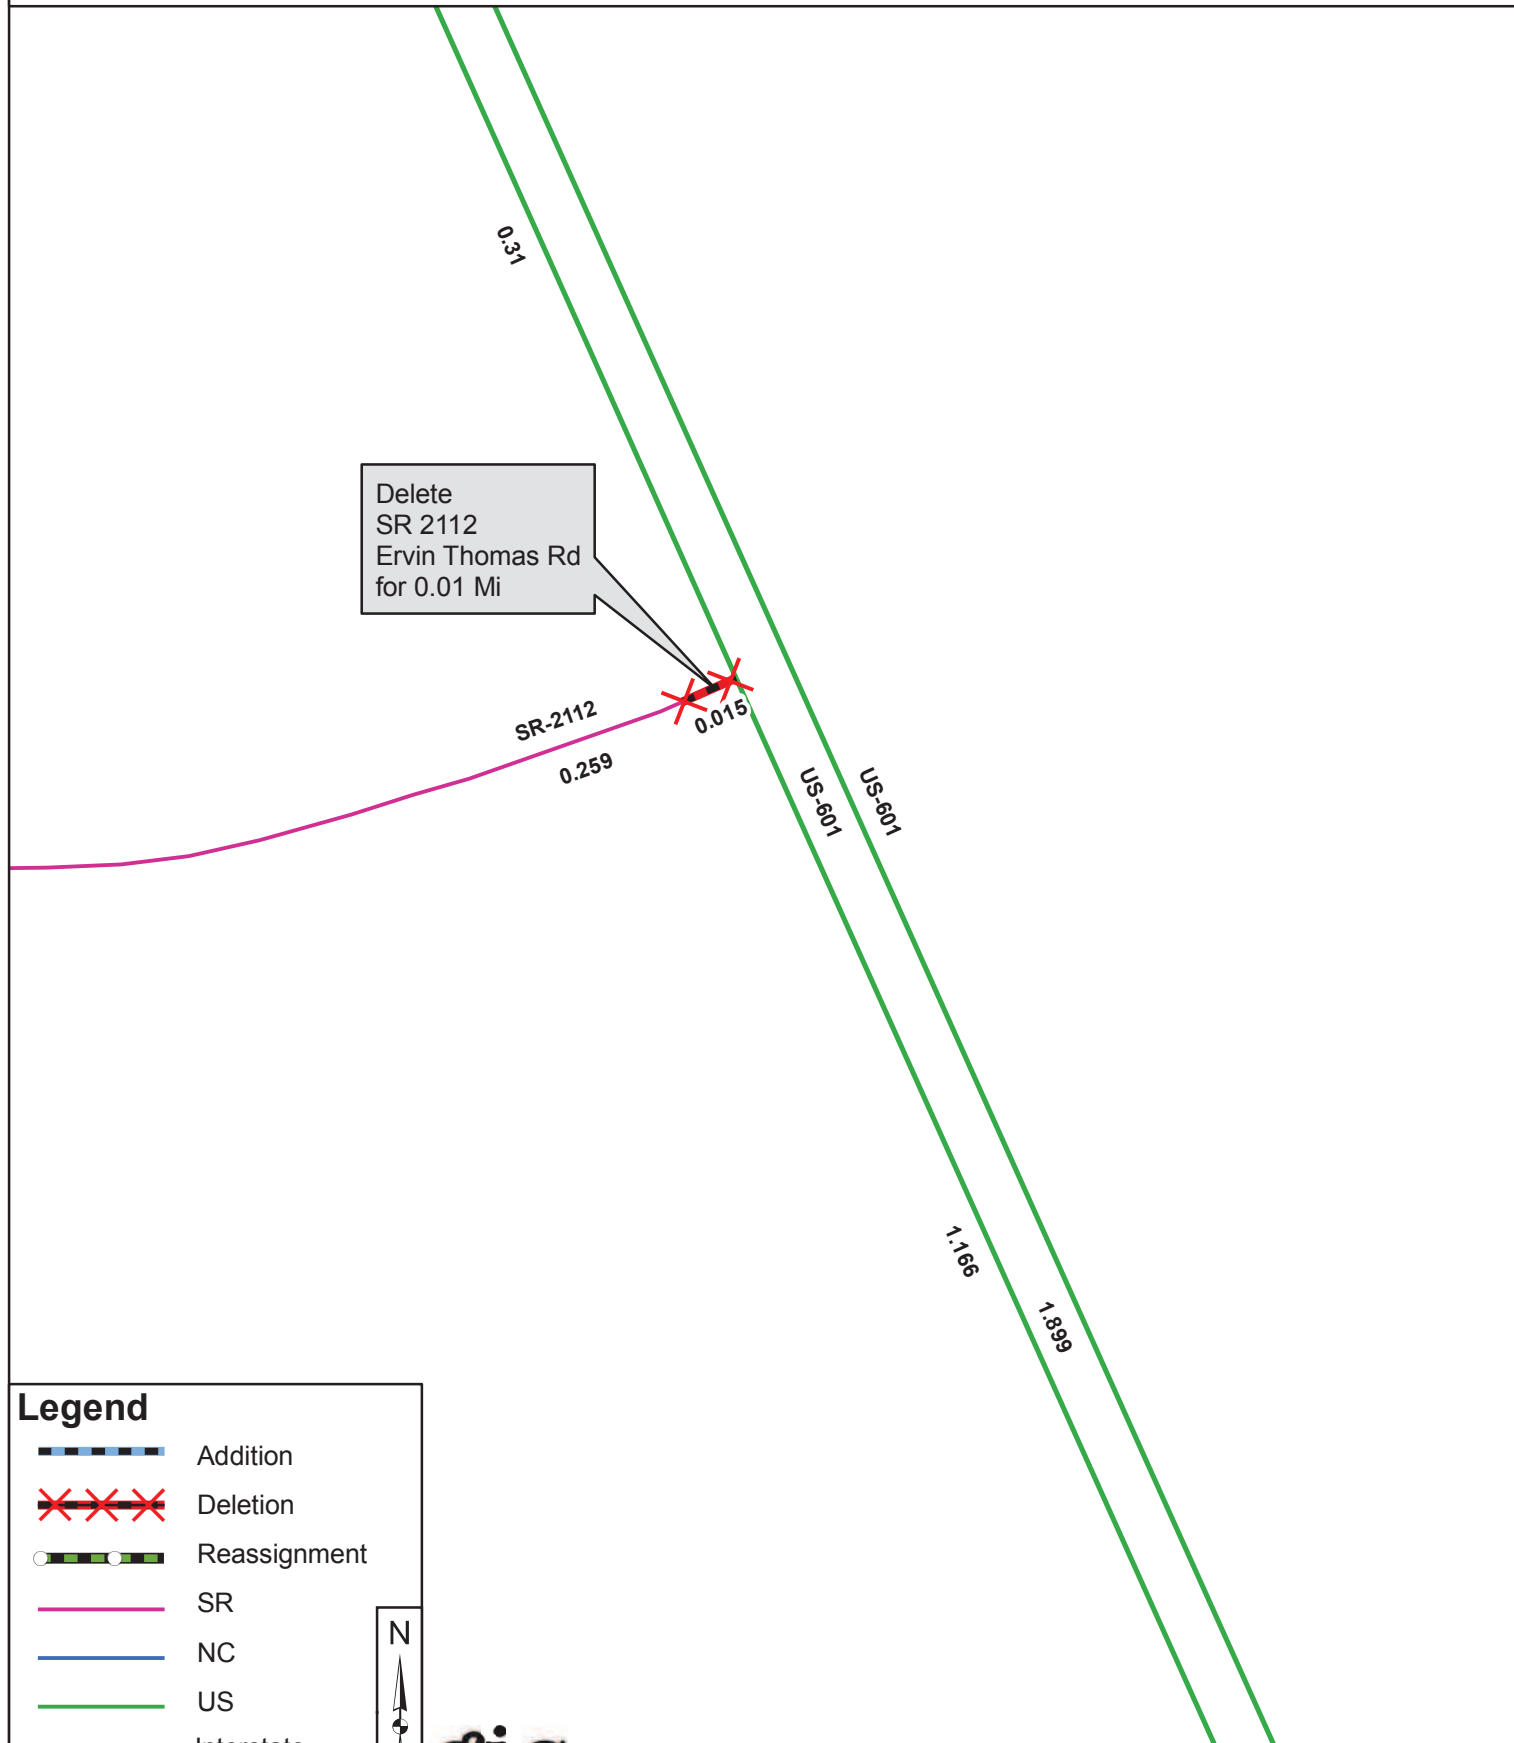 0.31
Delete
SR 2112
Ervin Thomas Rd
for 0.01 Mi
SR-2112
0.015
0.259
US-601
US-601
1.166
1.899
Legend
Addition
Deletion
Reassignment
SR
NC
US
Interstate
N